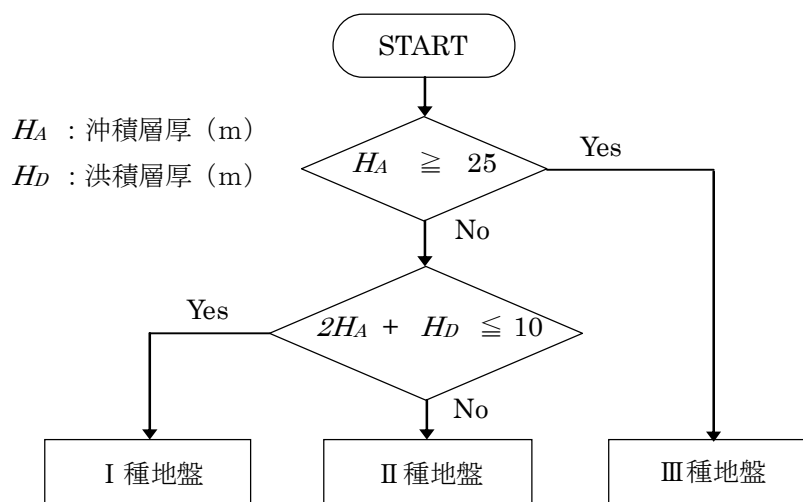 START
HA ：沖積層厚（m）
HD ：洪積層厚（m）
HA ≧ 25
Yes
No
Yes
2HA + HD ≦ 10
No
Ⅰ種地盤
Ⅱ種地盤
Ⅲ種地盤